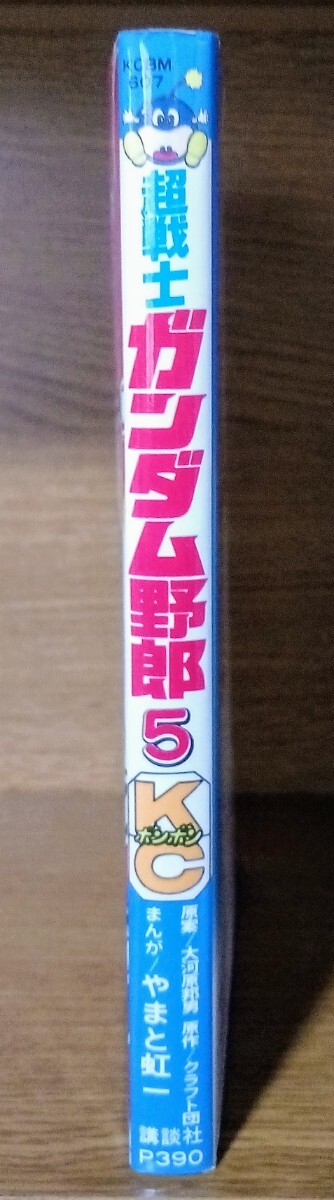 KCBM
607
超戦士
ガンダム野郎
5
KC
ボンボン
原案/大河原邦男 原作/クラフト団
まんが/やまと虹一
講談社
P390